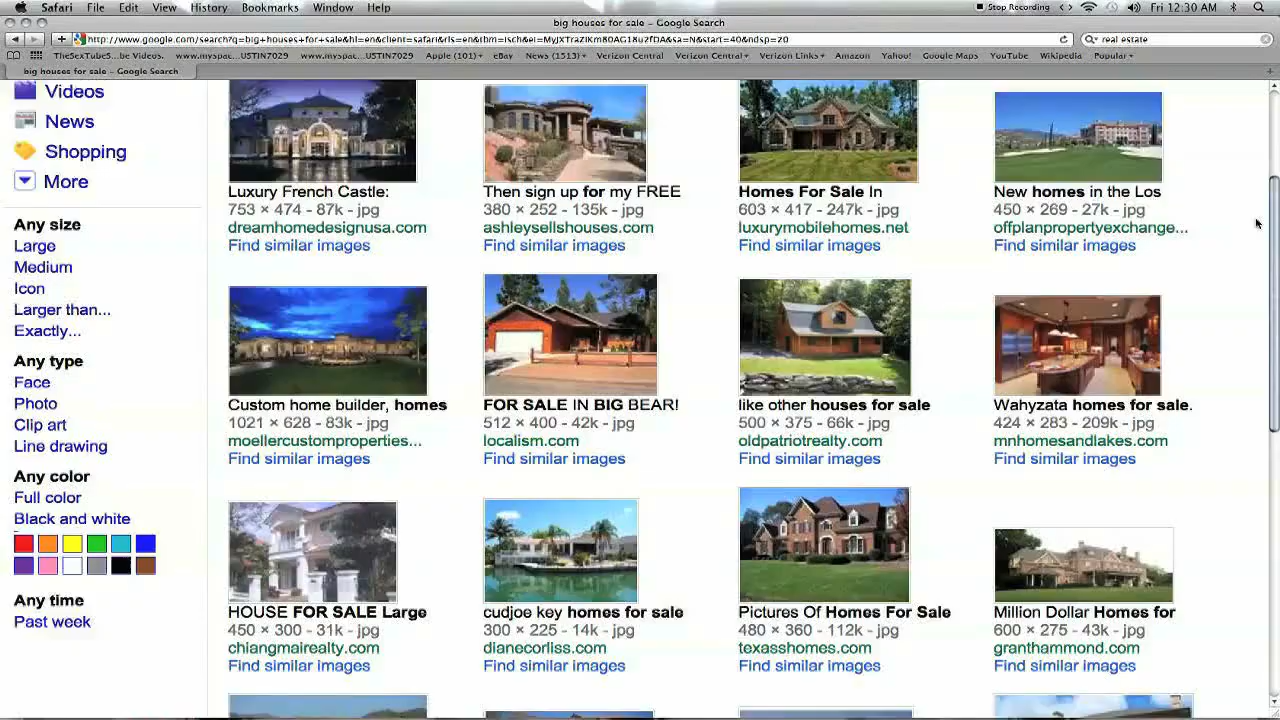 Safari File Edit View History Bookmarks Window Help Stop Recording Fri 12:30 AM
big houses for sale – Google Search
real estate
TheSexTube5...be Videos. www.myspac...USTIN7029 www.myspac...USTIN7029 Apple (101) eBay News (1513) Verizon Central Verizon Central Verizon Links Amazon Yahoo! Google Maps YouTube Wikipedia Popular
big houses for sale – Google Search
Videos
News
Shopping
More
Any size
Large
Medium
Icon
Larger than...
Exactly...
Any type
Face
Photo
Clip art
Line drawing
Any color
Full color
Black and white
Any time
Past week
Luxury French Castle:
753 × 474 - 87k - jpg
dreamhomedesignusa.com
Find similar images
Then sign up for my FREE
380 × 252 - 135k - jpg
ashleysellshouses.com
Find similar images
Homes For Sale In
603 × 417 - 247k - jpg
luxurymobilehomes.net
Find similar images
New homes in the Los
450 × 269 - 27k - jpg
offplanpropertyexchange...
Find similar images
Custom home builder, homes
1021 × 628 - 83k - jpg
moellercustomproperties...
Find similar images
FOR SALE IN BIG BEAR!
512 × 400 - 42k - jpg
localism.com
Find similar images
like other houses for sale
500 × 375 - 66k - jpg
oldpatriotrealty.com
Find similar images
Wahyzata homes for sale.
424 × 283 - 209k - jpg
mnhomesandlakes.com
Find similar images
HOUSE FOR SALE Large
450 × 300 - 31k - jpg
chiangmairealty.com
Find similar images
cudjoe key homes for sale
300 × 225 - 14k - jpg
dianecorliss.com
Find similar images
Pictures Of Homes For Sale
480 × 360 - 112k - jpg
texasshomes.com
Find similar images
Million Dollar Homes for
600 × 275 - 43k - jpg
granthammond.com
Find similar images